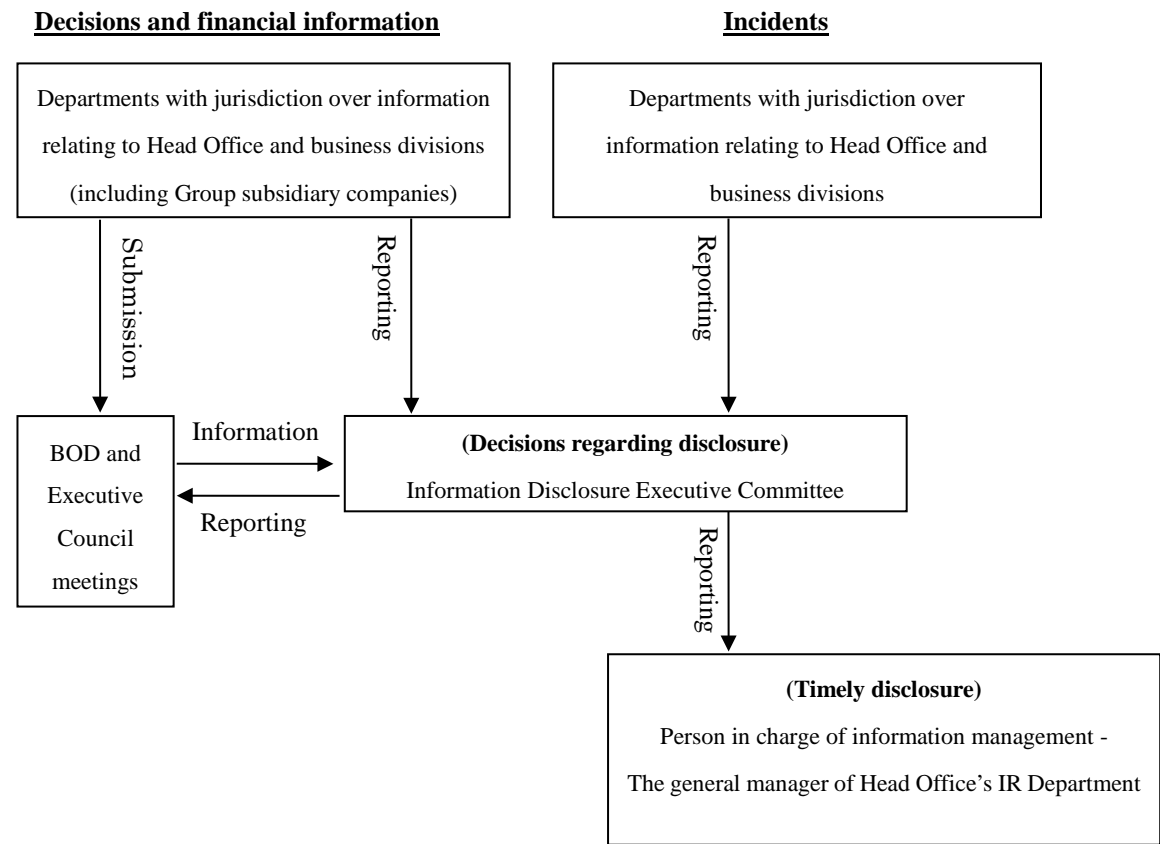 Decisions and financial information
Incidents
Departments with jurisdiction over information
relating to Head Office and business divisions
(including Group subsidiary companies)
Departments with jurisdiction over
information relating to Head Office and
business divisions
Submission
Reporting
Reporting
BOD and
Executive
Council
meetings
Information
Reporting
(Decisions regarding disclosure)
Information Disclosure Executive Committee
Reporting
(Timely disclosure)
Person in charge of information management -
The general manager of Head Office’s IR Department